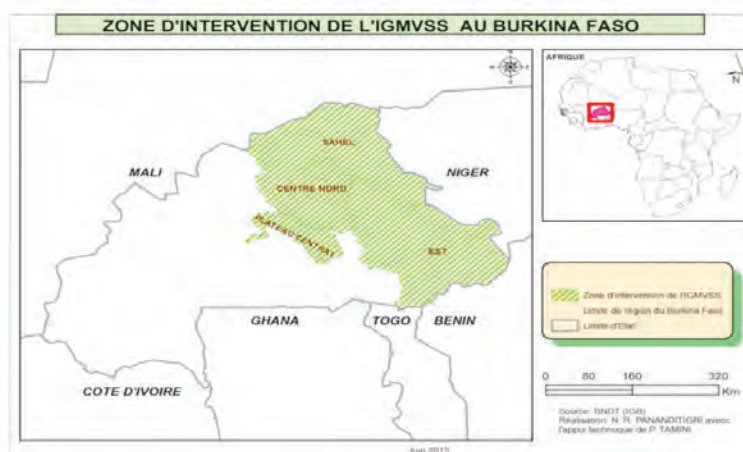 ZONE D'INTERVENTION DE L'IGMVSS AU BURKINA FASO
AFRIQUE
N
SAHEL
MALI
CENTRE NORD
NIGER
PLATEAU CENTRAL
EST
GHANA
TOGO
BENIN
COTE D'IVOIRE
Zone d'intervention de l'IGMVSS
Limite de région du Burkina Faso
Limite d'Etat
0 80 160 320
Km
Source: BNDT (IGB)
Réalisation: N. R. PANANDITIGRI avec
l'appui technique de P. TAMINI
Juin 2015